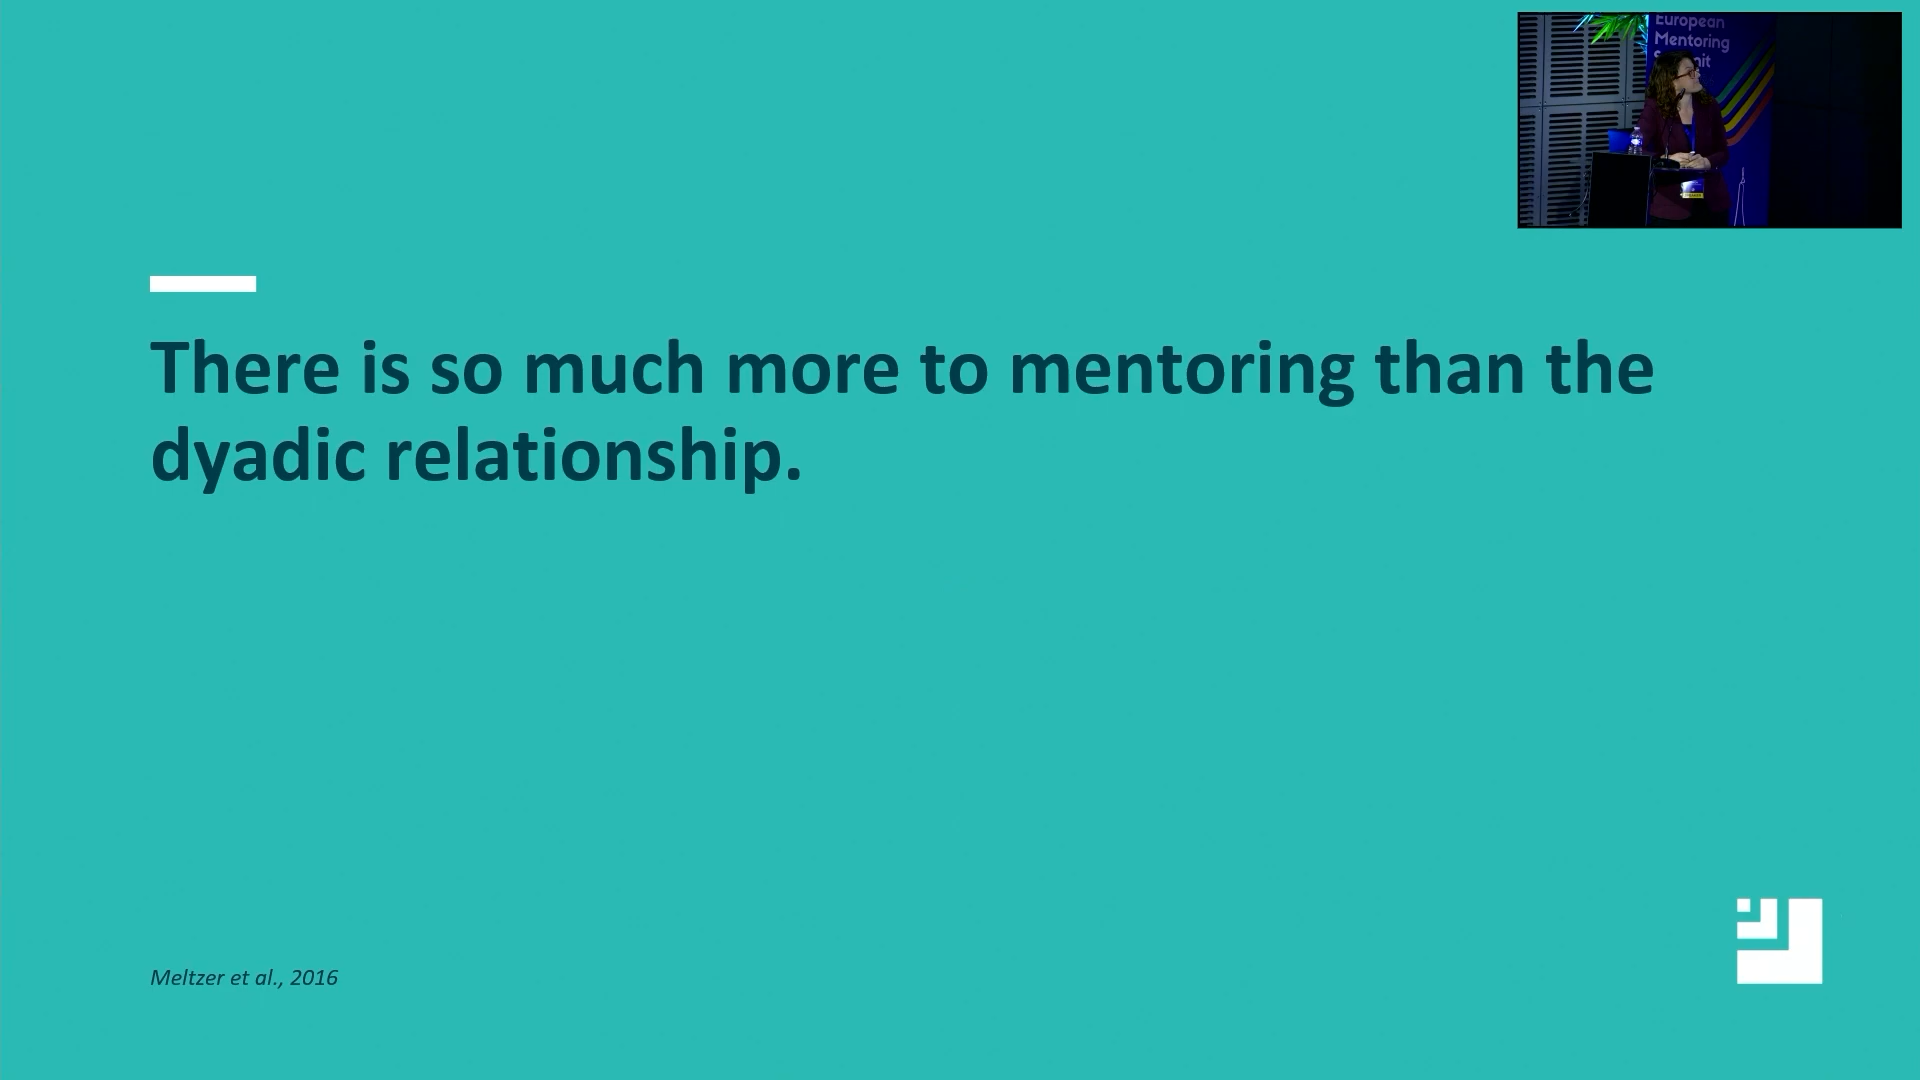 European
Mentoring
There is so much more to mentoring than the
dyadic relationship.
Meltzer et al., 2016